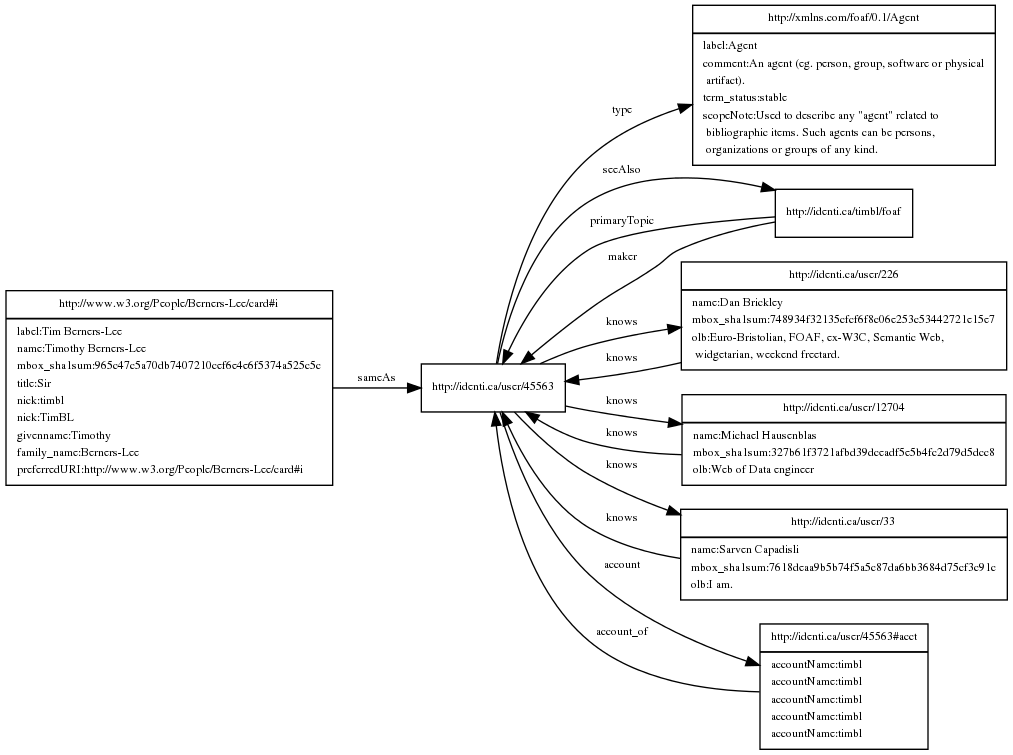 http://xmlns.com/foaf/0.1/Agent
label:Agent
comment:An agent (eg. person, group, software or physical
artifact).
term_status:stable
scopeNote:Used to describe any "agent" related to
bibliographic items. Such agents can be persons,
organizations or groups of any kind.
type
seeAlso
http://identi.ca/timbl/foaf
primaryTopic
maker
http://identi.ca/user/226
name:Dan Brickley
mbox_sha1sum:748934f32135cfcf6f8c06c253c53442721e15e7
olb:Euro-Bristolian, FOAF, ex-W3C, Semantic Web,
widgetarian, weekend freetard.
knows
knows
http://www.w3.org/People/Berners-Lee/card#i
label:Tim Berners-Lee
name:Timothy Berners-Lee
mbox_sha1sum:965c47c5a70db7407210cef6e4e6f5374a525c5c
title:Sir
nick:timbl
nick:TimBL
givenname:Timothy
family_name:Berners-Lee
preferredURI:http://www.w3.org/People/Berners-Lee/card#i
sameAs
http://identi.ca/user/45563
knows
knows
http://identi.ca/user/12704
name:Michael Hausenblas
mbox_sha1sum:327b61f3721afbd39deeadf5c5b4fc2d79d5dee8
olb:Web of Data engineer
knows
knows
http://identi.ca/user/33
name:Sarven Capadisli
mbox_sha1sum:7618deaa9b5b74f5a5c87da6bb3684d75cf3c91c
olb:I am.
account
account_of
http://identi.ca/user/45563#acct
accountName:timbl
accountName:timbl
accountName:timbl
accountName:timbl
accountName:timbl